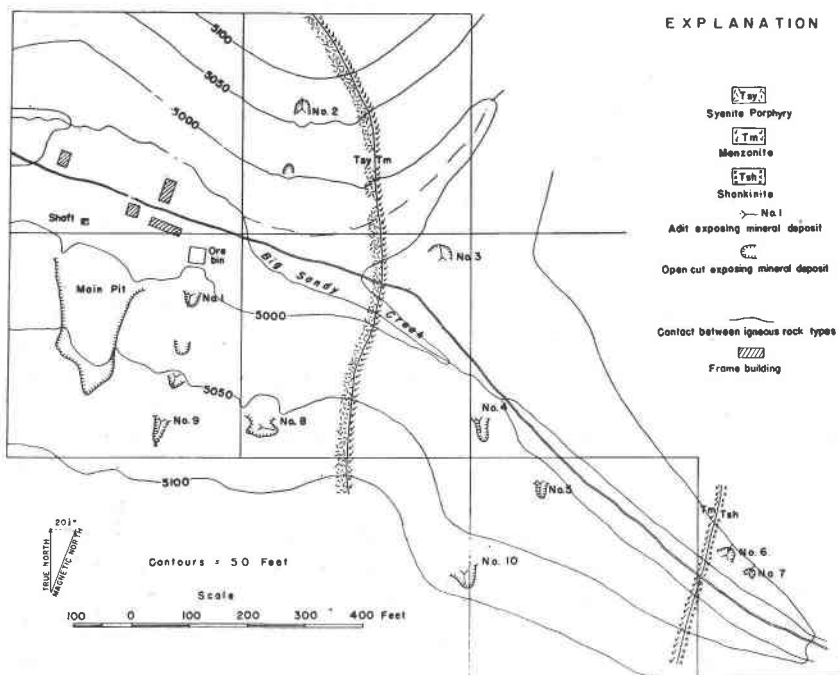 EXPLANATION
Tsy
Syenite Porphyry
Tm
Menzonite
Tsh
Shonkinite
No.1
Adit exposing mineral deposit
Open cut exposing mineral deposit
Contact between igneous rock types
Frame building
5100
5050
5000
No.2
Tsy Tm
Shaft
Ore
bin
Big Sandy
Creek
No.3
Main Pit
No.1
5000
5050
No.9
No.8
No.4
5100
No.5
Tm
Tsh
No.6
No.7
No.10
20½°
TRUE NORTH
MAGNETIC NORTH
Contours = 50 Feet
Scale
100 0 100 200 300 400 Feet